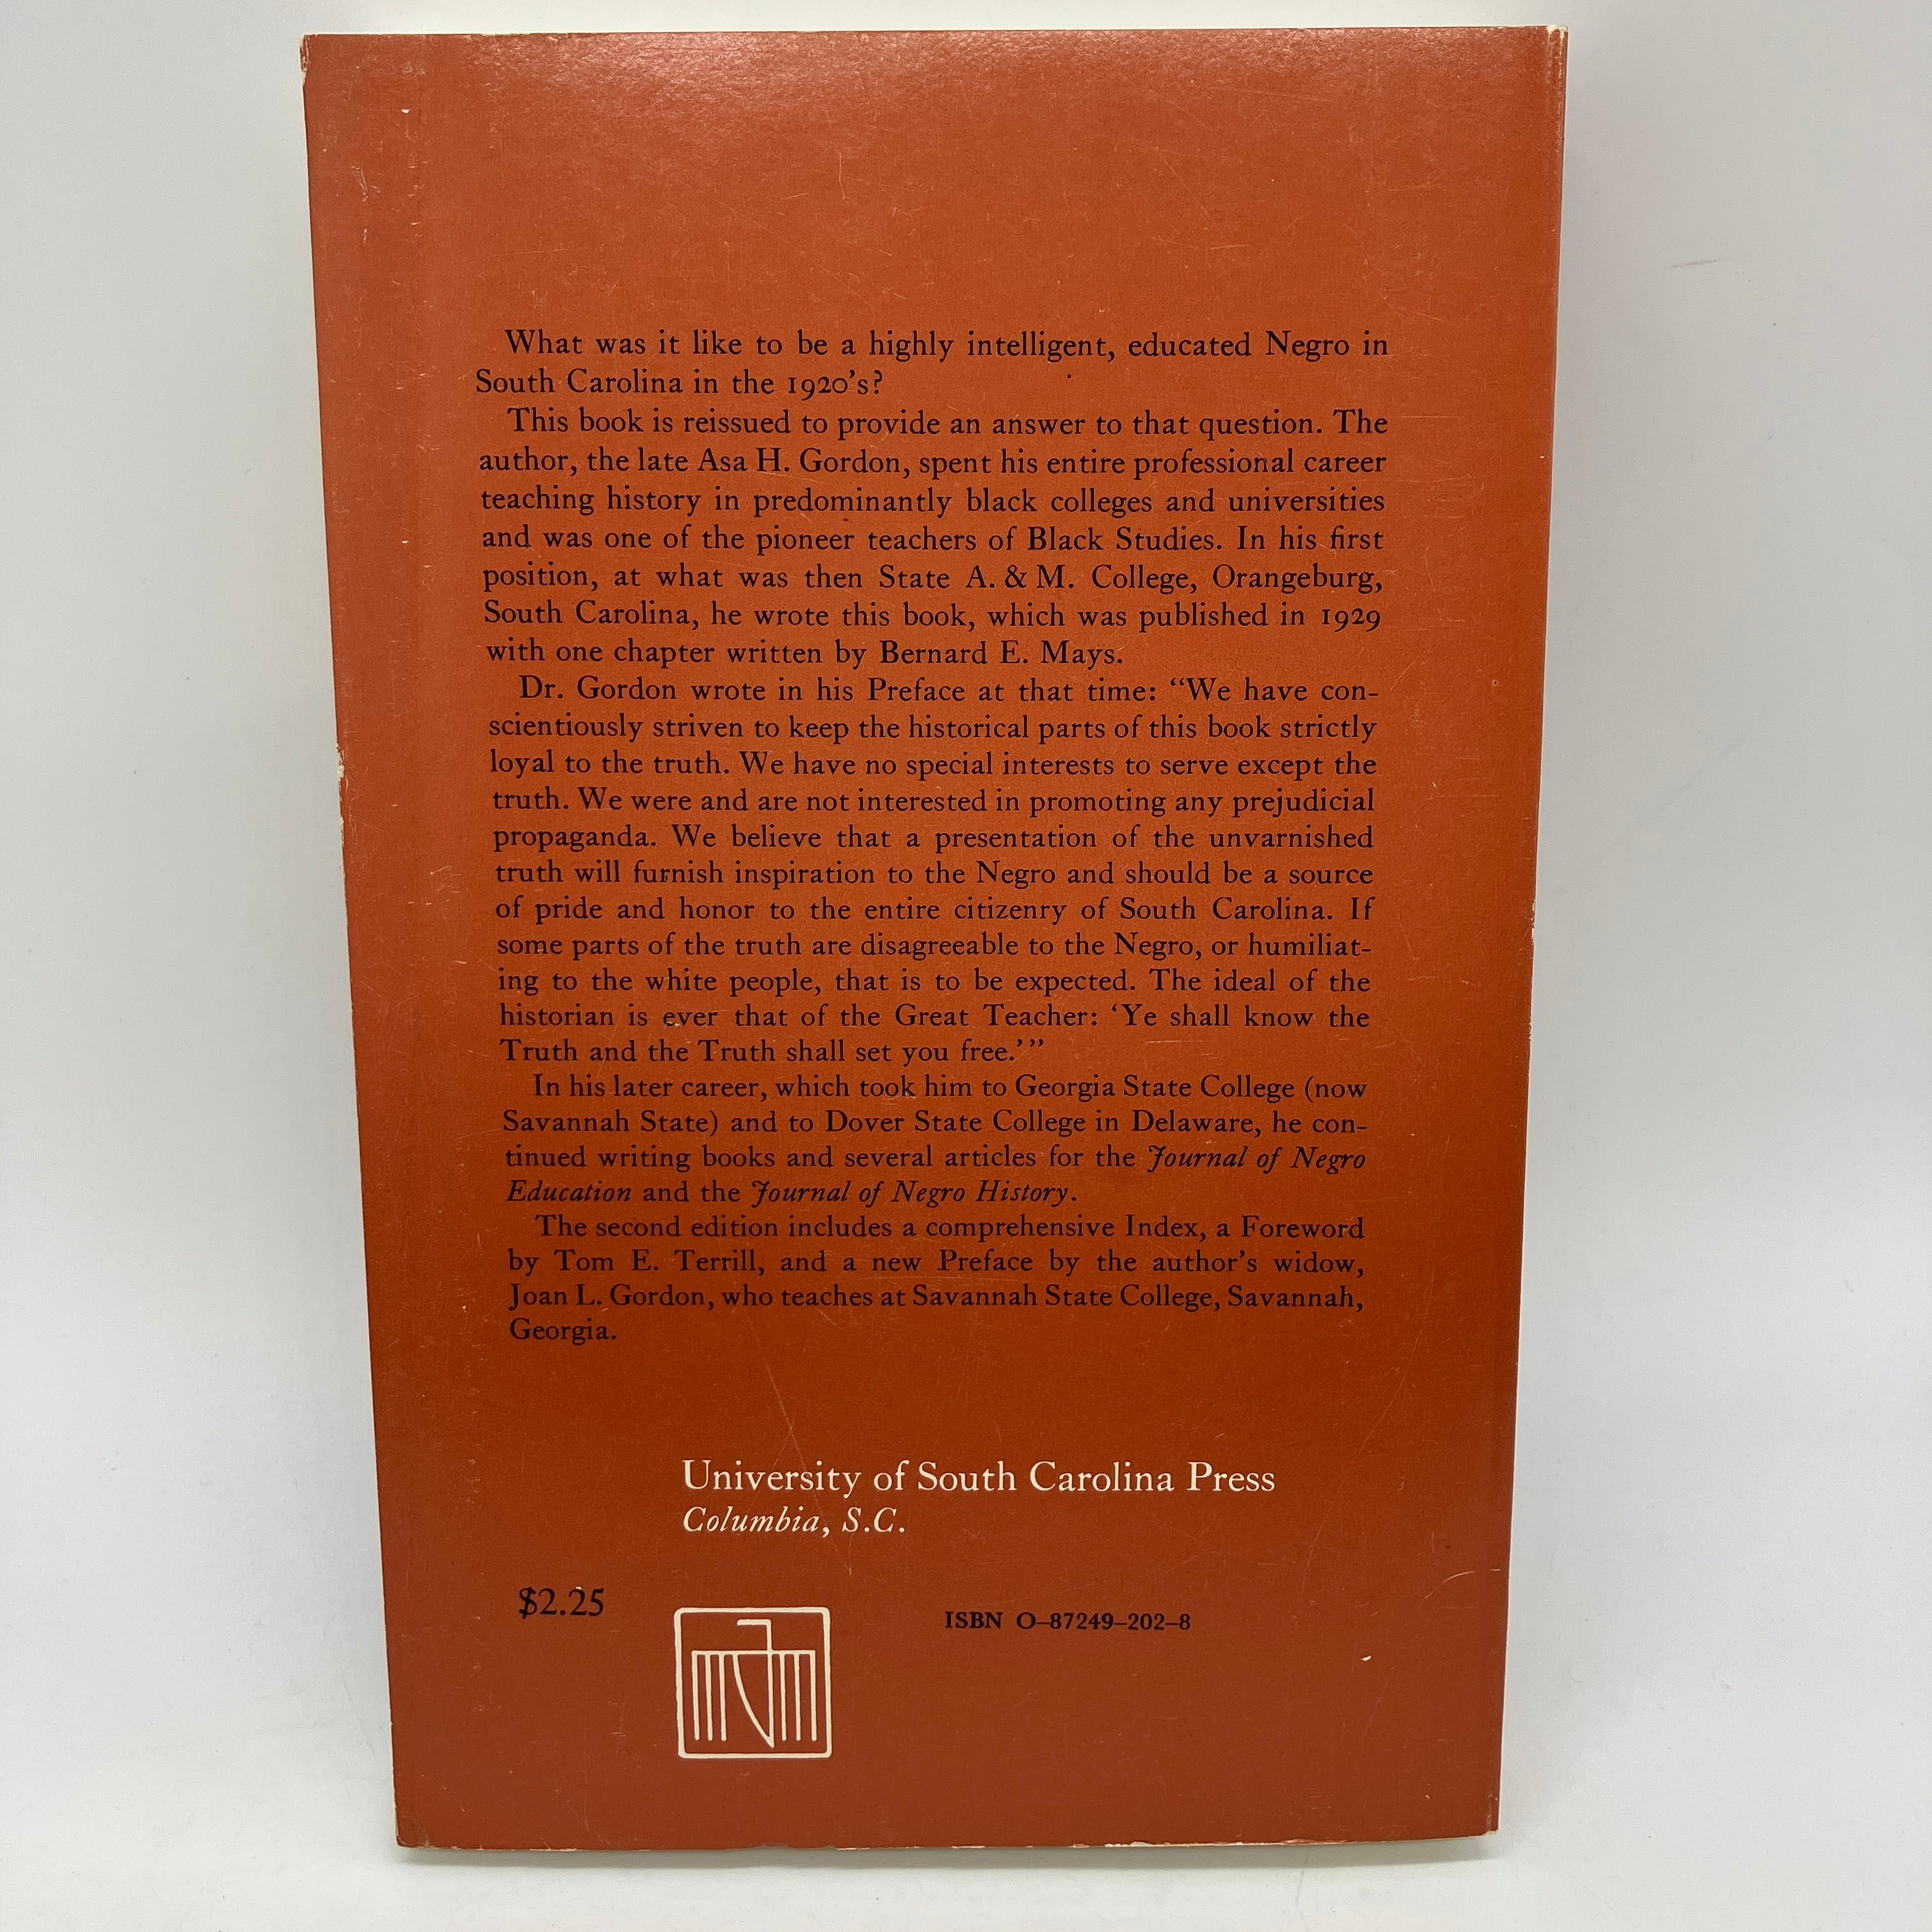 What was it like to be a highly intelligent, educated Negro in
South Carolina in the 1920's?
This book is reissued to provide an answer to that question. The
author, the late Asa H. Gordon, spent his entire professional career
teaching history in predominantly black colleges and universities
and was one of the pioneer teachers of Black Studies. In his first
position, at what was then State A. & M. College, Orangeburg,
South Carolina, he wrote this book, which was published in 1929
with one chapter written by Bernard E. Mays.
Dr. Gordon wrote in his Preface at that time: “We have con-
scientiously striven to keep the historical parts of this book strictly
loyal to the truth. We have no special interests to serve except the
truth. We were and are not interested in promoting any prejudicial
propaganda. We believe that a presentation of the unvarnished
truth will furnish inspiration to the Negro and should be a source
of pride and honor to the entire citizenry of South Carolina. If
some parts of the truth are disagreeable to the Negro, or humiliat-
ing to the white people, that is to be expected. The ideal of the
historian is ever that of the Great Teacher: ‘Ye shall know the
Truth and the Truth shall set you free.’”
In his later career, which took him to Georgia State College (now
Savannah State) and to Dover State College in Delaware, he con-
tinued writing books and several articles for the Journal of Negro
Education and the Journal of Negro History.
The second edition includes a comprehensive Index, a Foreword
by Tom E. Terrill, and a new Preface by the author's widow,
Joan L. Gordon, who teaches at Savannah State College, Savannah,
Georgia.
University of South Carolina Press
Columbia, S.C.
$2.25
ISBN 0–87249–202–8